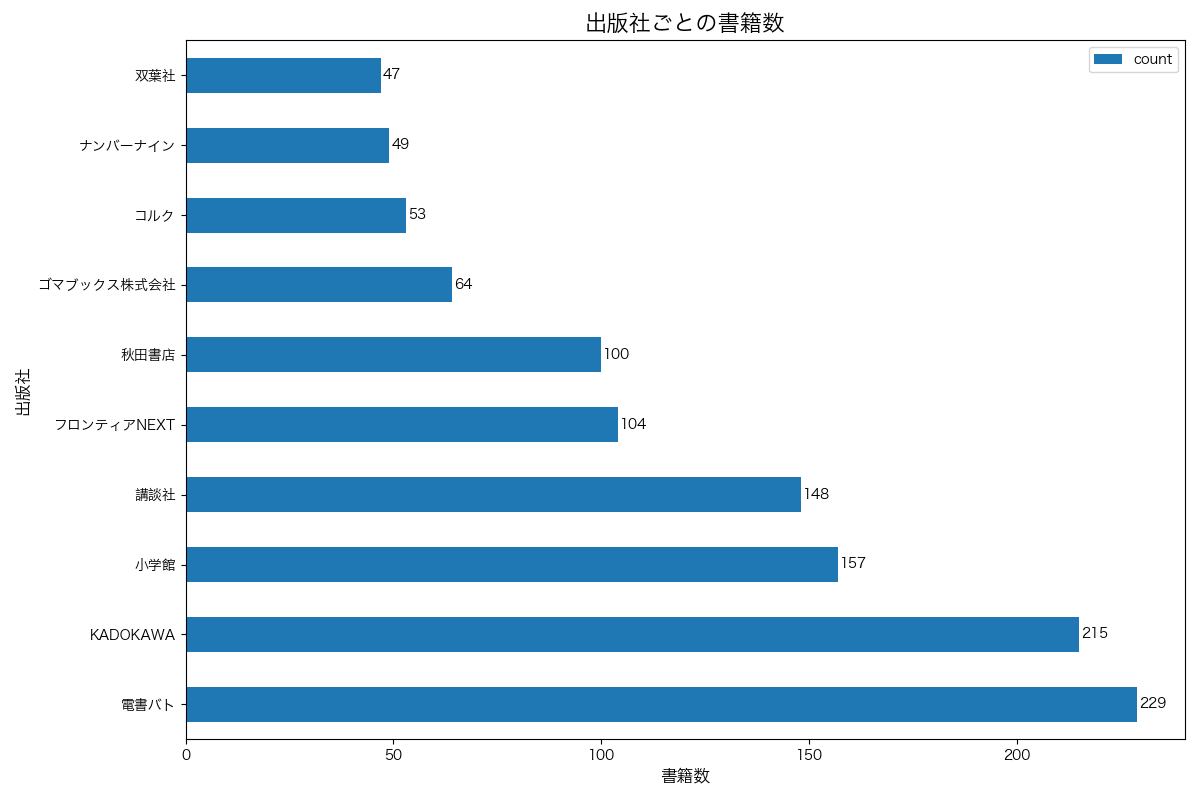 出版社ごとの書籍数
count
出版社
双葉社 47
ナンバーナイン 49
コルク 53
ゴマブックス株式会社 64
秋田書店 100
フロンティアNEXT 104
講談社 148
小学館 157
KADOKAWA 215
電書バト 229
0 50 100 150 200
書籍数